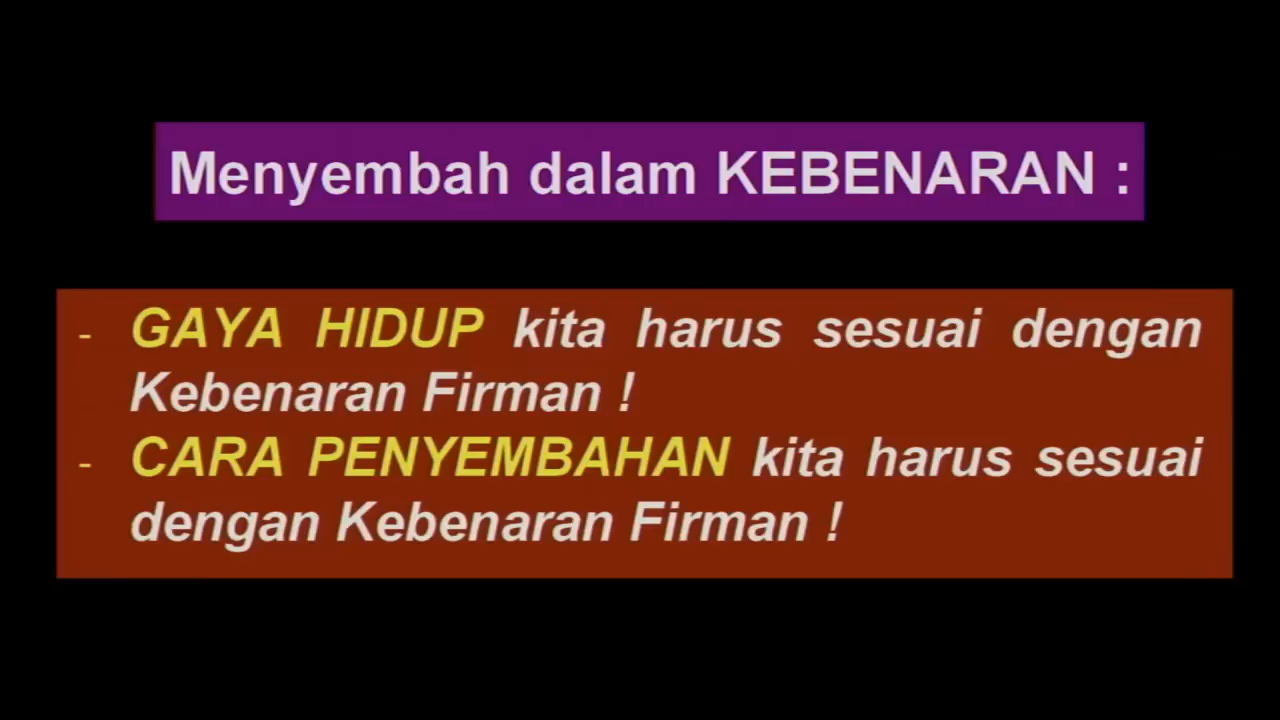 Menyembah dalam KEBENARAN :
- GAYA HIDUP kita harus sesuai dengan
Kebenaran Firman !
- CARA PENYEMBAHAN kita harus sesuai
dengan Kebenaran Firman !